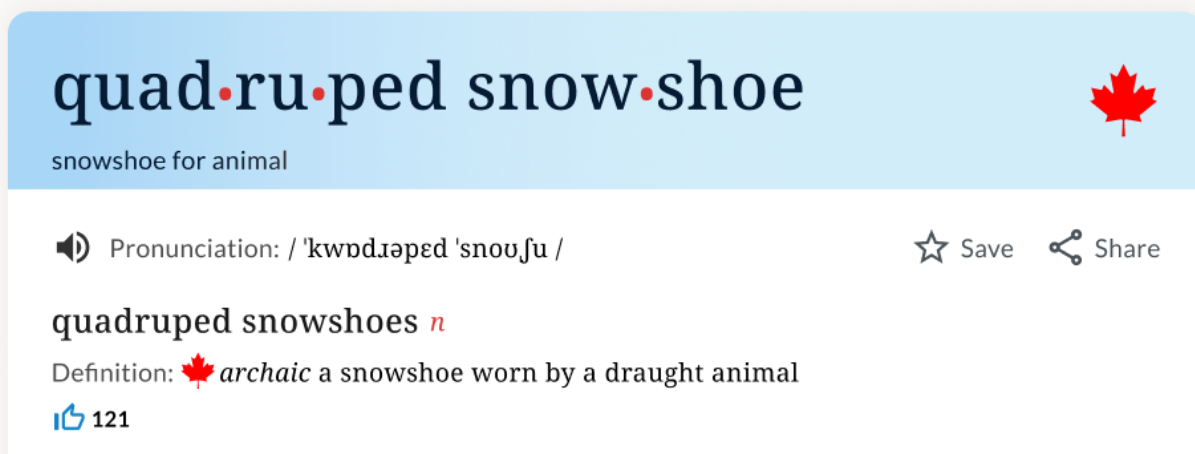 quad·ru·ped snow·shoe
snowshoe for animal
Pronunciation: / ˈkwɒdɹəpɛd ˈsnoʊʃu /
Save
Share
quadruped snowshoes n
Definition: archaic a snowshoe worn by a draught animal
121